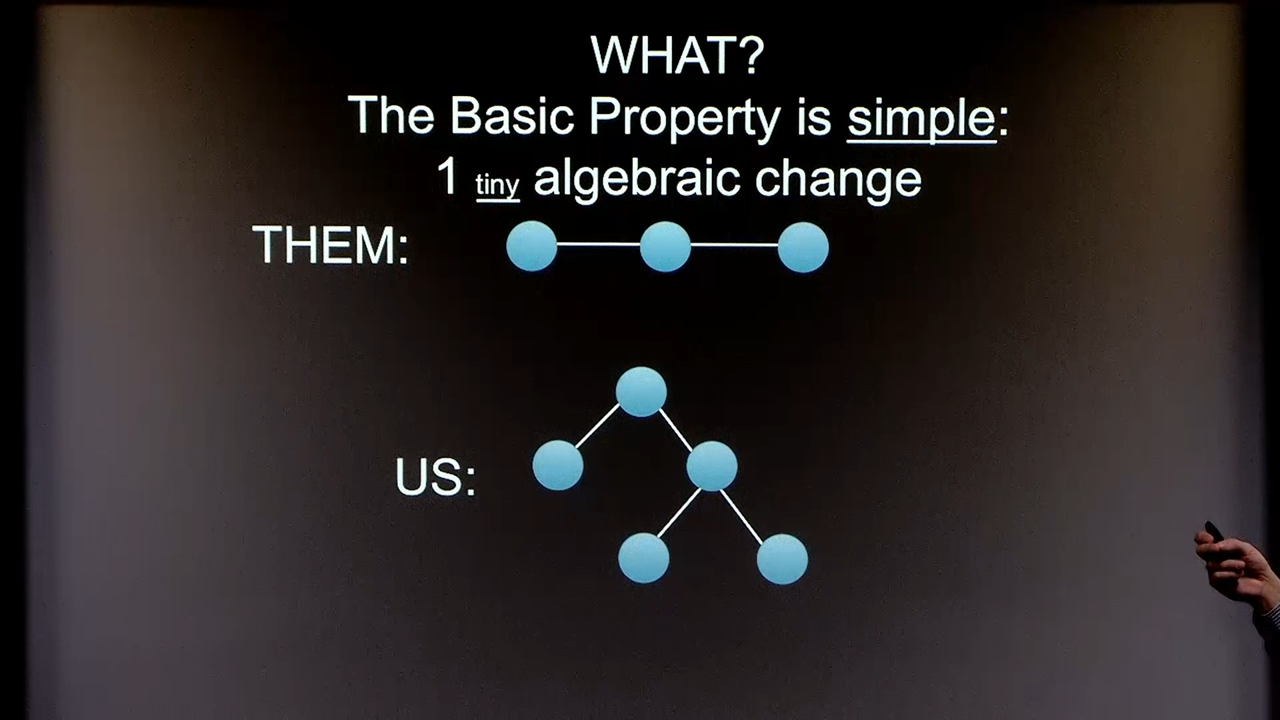 WHAT?
The Basic Property is simple:
1 tiny algebraic change
THEM:
US: